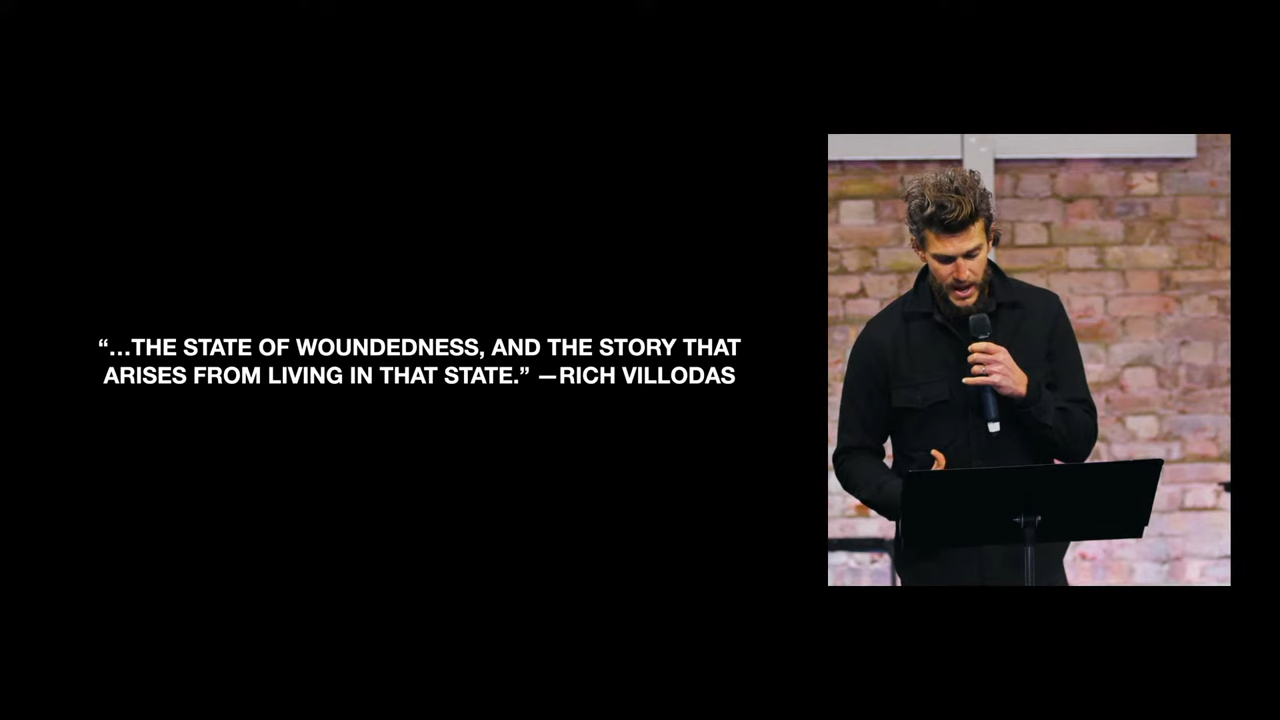 “…THE STATE OF WOUNDEDNESS, AND THE STORY THAT
ARISES FROM LIVING IN THAT STATE.” —RICH VILLODAS